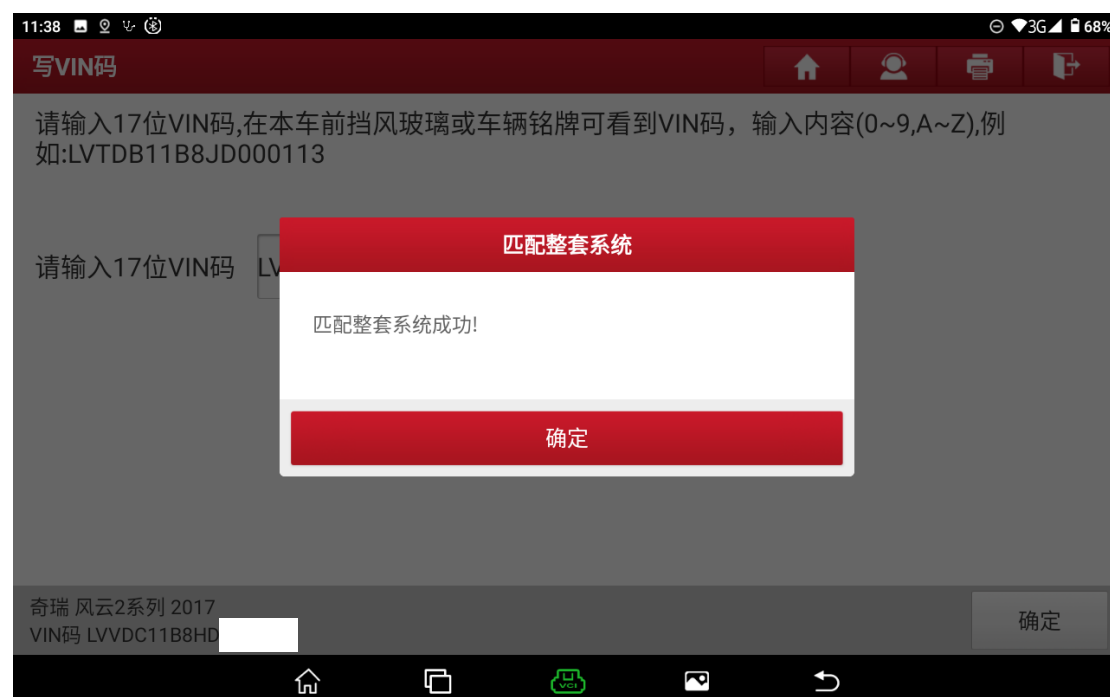 11:38
3G 68%
写VIN码
请输入17位VIN码,在本车前挡风玻璃或车辆铭牌可看到VIN码，输入内容(0~9,A~Z),例
如:LVTDB11B8JD000113
匹配整套系统
请输入17位VIN码 LV
匹配整套系统成功!
确定
奇瑞 风云2系列 2017
VIN码 LVVDC11B8HD
确定
VCI